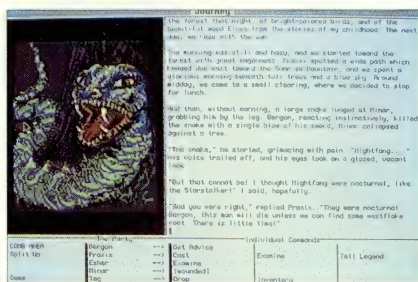 Journey
the forest that night, of bright-colored birds, and of the
beautiful wood Elves from the stories of my childhood. The next
day, we rose with the sun.
The morning was still and hazy, and we started toward the
forest with great eagerness. Praxix spotted a wide path which
headed due east toward the Sunrise Mountain, and we spent a
glorious morning beneath tall trees and a blue sky. Around
midday, we came to a small clearing, where we decided to stop
for lunch.
And then, without warning, a large snake lunged at Minar,
grabbing him by the leg. Bergon, reacting instinctively, killed
the snake with a single blow of his sword. Minar collapsed
against a tree.
"The snake," he started, grimacing with pain. "Nightfang..."
His voice trailed off, and his eyes took on a glazed, vacant
look.
"But that cannot be! I thought Nightfang were nocturnal, like
the Starstalker!" I said, hopefully.
"And you were right," replied Praxix. "They were nocturnal
Bergon, this man will die unless we can find some westflake
root. There is little time!"
The Party
Individual Commands
COMB AREA
Bergon --> Get Advice
Split Up Praxix --> Cast Examine Tell Legend
Esher --> Examine
Minar [wounded]
Game Tag --> Drop Inventory